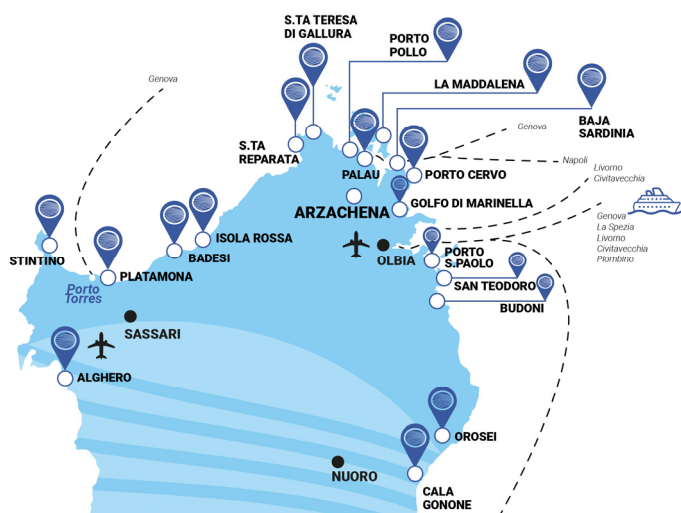 S.TA TERESA
DI GALLURA
PORTO
POLLO
LA MADDALENA
BAJA
SARDINIA
Genova
S.TA
REPARATA
PALAU
PORTO CERVO
Genova
Napoli
Livorno
Civitavecchia
ARZACHENA
GOLFO DI MARINELLA
Genova
La Spezia
Livorno
Civitavecchia
Piombino
ISOLA ROSSA
BADESI
STINTINO
PLATAMONA
Porto
Torres
OLBIA
PORTO
S.PAOLO
SAN TEODORO
BUDONI
SASSARI
ALGHERO
OROSEI
NUORO
CALA
GONONE